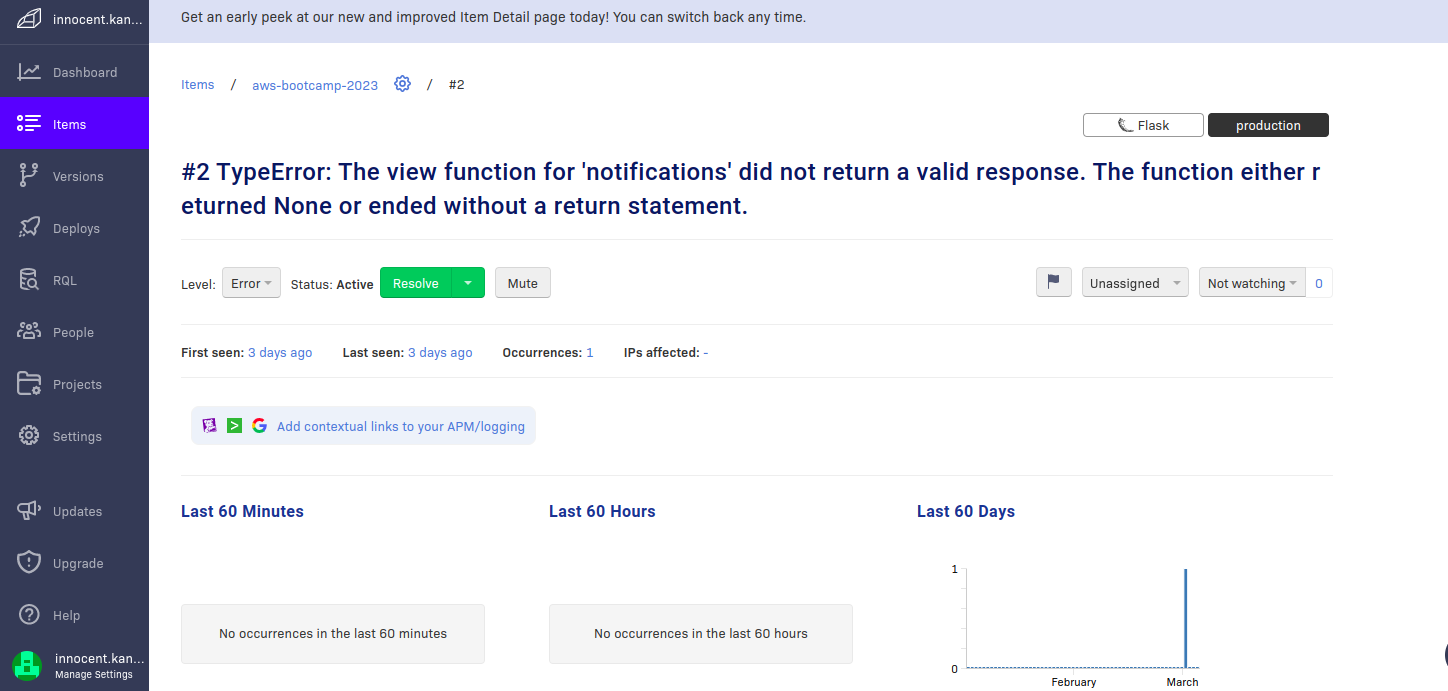 innocent.kan...
Get an early peek at our new and improved Item Detail page today! You can switch back any time.
Dashboard
Items
Versions
Deploys
RQL
People
Projects
Settings
Updates
Upgrade
Help
innocent.kan...
Manage Settings
Items / aws-bootcamp-2023 / #2
Flask production
#2 TypeError: The view function for 'notifications' did not return a valid response. The function either r
eturned None or ended without a return statement.
Level: Error Status: Active Resolve Mute Unassigned Not watching 0
First seen: 3 days ago Last seen: 3 days ago Occurrences: 1 IPs affected: -
Add contextual links to your APM/logging
Last 60 Minutes Last 60 Hours Last 60 Days
No occurrences in the last 60 minutes
No occurrences in the last 60 hours
1
0
February March